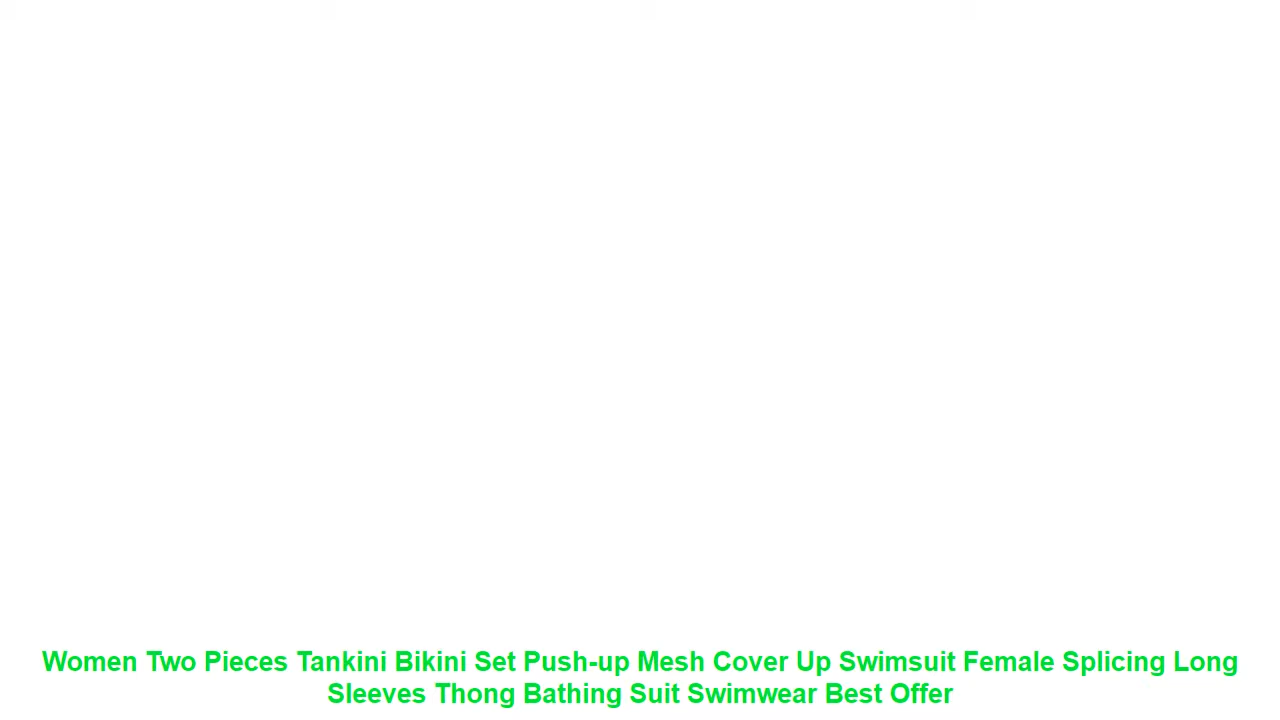 Women Two Pieces Tankini Bikini Set Push-up Mesh Cover Up Swimsuit Female Splicing Long
Sleeves Thong Bathing Suit Swimwear Best Offer